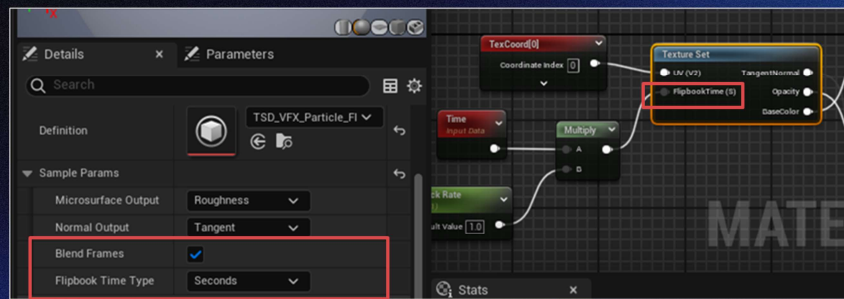 Details
Parameters
Search
Definition
TSD_VFX_Particle_Fl
Sample Params
Microsurface Output
Roughness
Normal Output
Tangent
Blend Frames
Flipbook Time Type
Seconds
TexCoord[0]
Coordinate Index 0
Time
Input Data
Multiply
A
B
ck Rate
ult Value 1.0
Texture Set
UV (V2)
TangentNormal
FlipbookTime (S)
Opacity
BaseColor
MATE
Stats